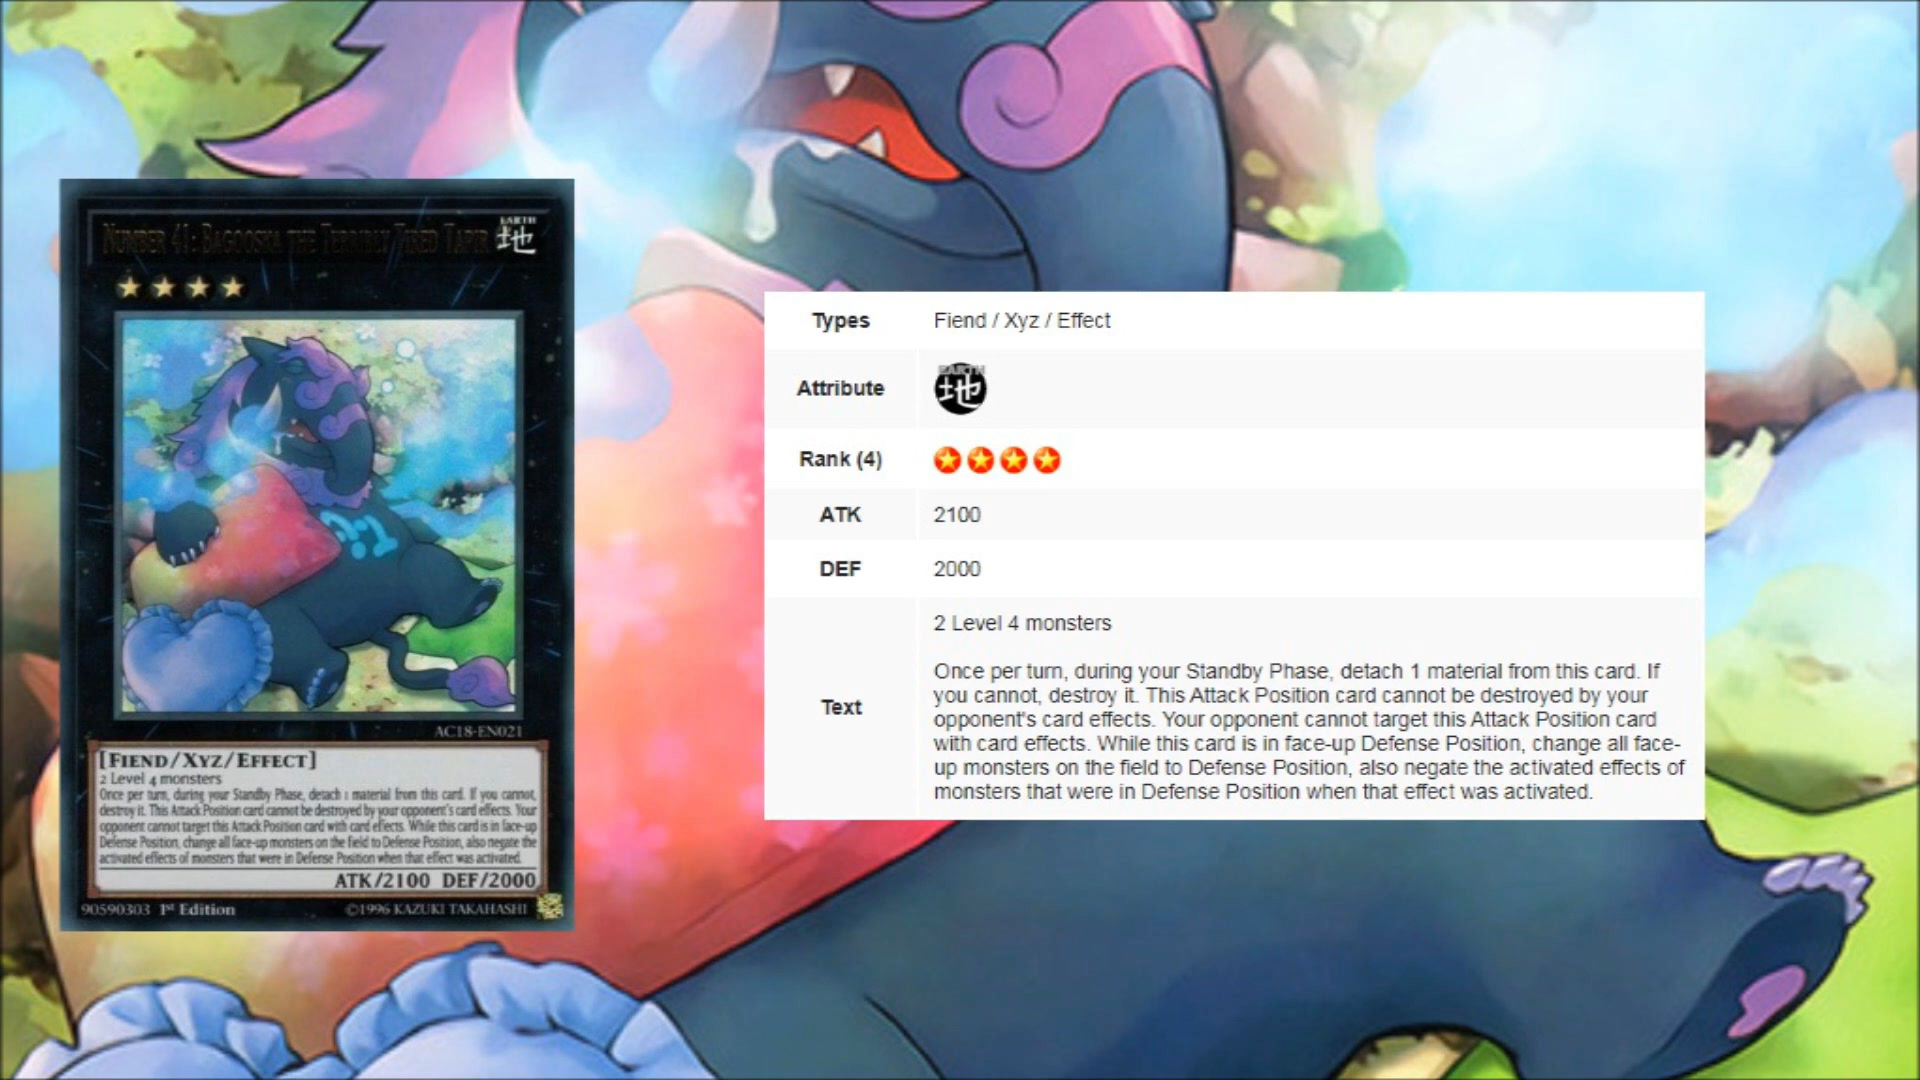 NUMBER 41: BAGOOSKA THE TERRIBLY TIRED TAPIR
EARTH
地
AC18-EN021
[FIEND/XYZ/EFFECT]
2 Level 4 monsters
Once per turn, during your Standby Phase, detach 1 material from this card. If you cannot,
destroy it. This Attack Position card cannot be destroyed by your opponent's card effects. Your
opponent cannot target this Attack Position card with card effects. While this card is in face-up
Defense Position, change all face-up monsters on the field to Defense Position, also negate the
activated effects of monsters that were in Defense Position when that effect was activated.
ATK/2100 DEF/2000
90590303 1st Edition
©1996 KAZUKI TAKAHASHI
Types Fiend / Xyz / Effect
Attribute EARTH 地
Rank (4)
ATK 2100
DEF 2000
Text
2 Level 4 monsters
Once per turn, during your Standby Phase, detach 1 material from this card. If
you cannot, destroy it. This Attack Position card cannot be destroyed by your
opponent's card effects. Your opponent cannot target this Attack Position card
with card effects. While this card is in face-up Defense Position, change all face-
up monsters on the field to Defense Position, also negate the activated effects of
monsters that were in Defense Position when that effect was activated.